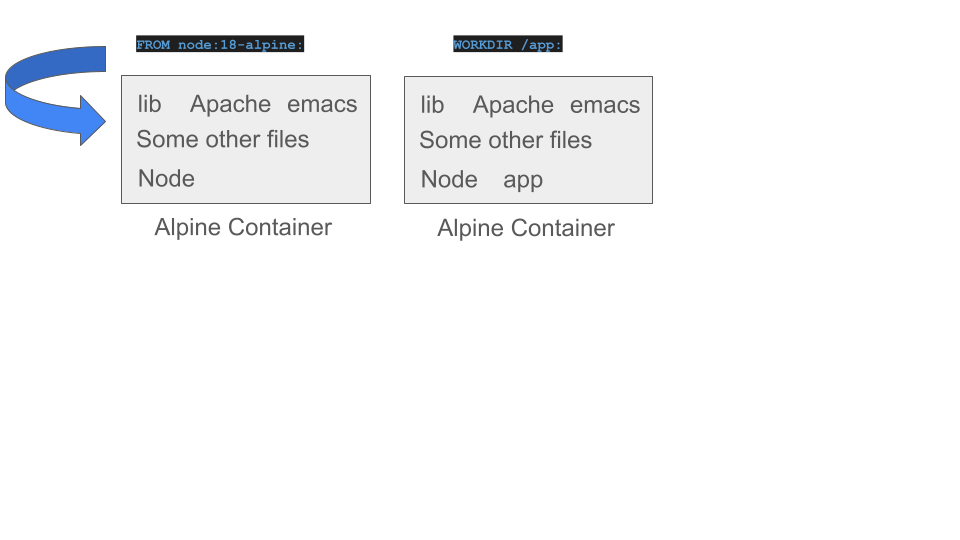 FROM node:18-alpine:
lib Apache emacs
Some other files
Node
Alpine Container
WORKDIR /app:
lib Apache emacs
Some other files
Node app
Alpine Container